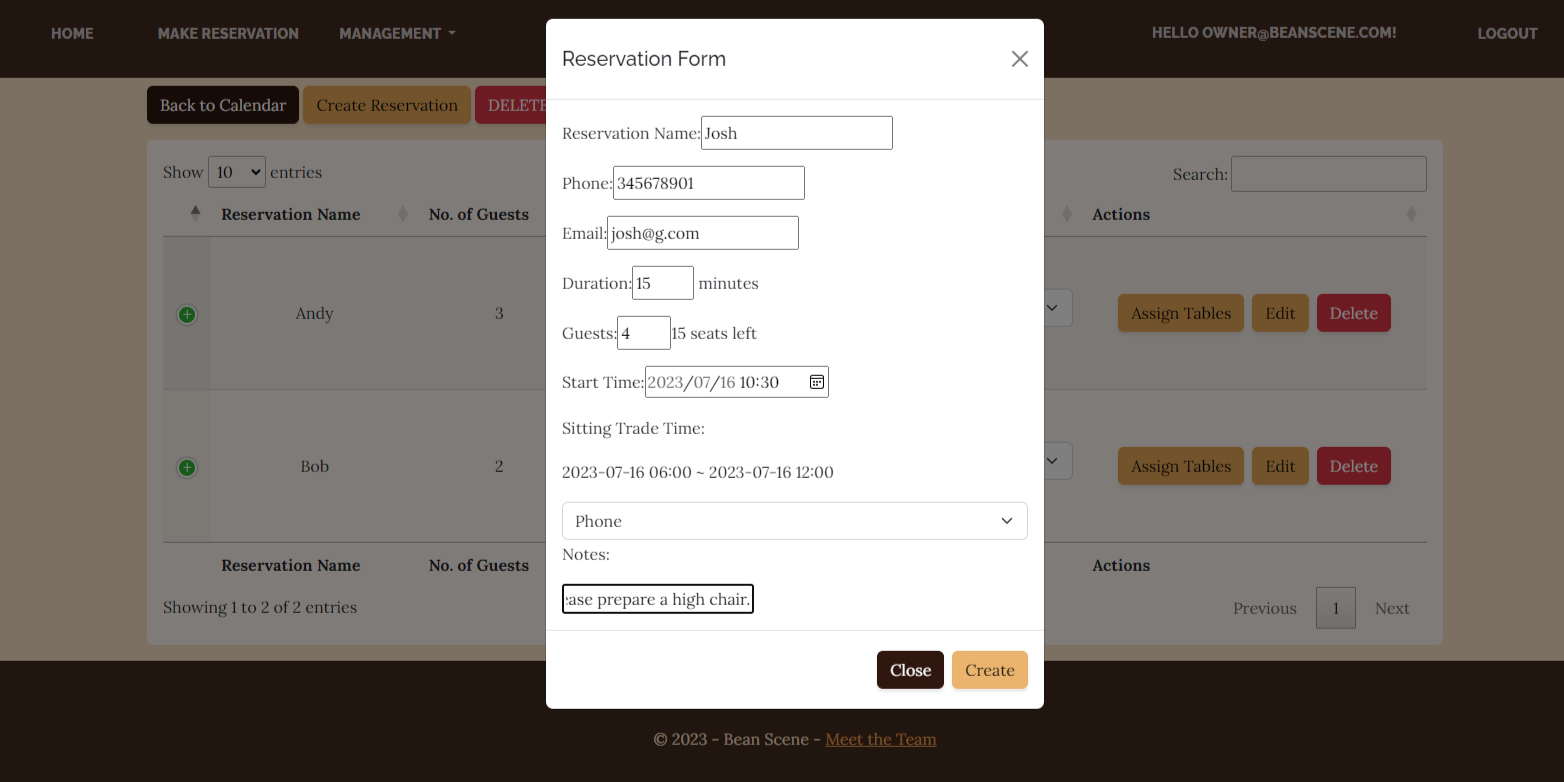 HOME MAKE RESERVATION MANAGEMENT HELLO OWNER@BEANSCENE.COM! LOGOUT
Back to Calendar Create Reservation DELETE
Show 10 entries Search:
Reservation Name No. of Guests Actions
Andy 3 Assign Tables Edit Delete
Bob 2 Assign Tables Edit Delete
Reservation Name No. of Guests Actions
Showing 1 to 2 of 2 entries Previous 1 Next
Reservation Form
Reservation Name: Josh
Phone: 345678901
Email: josh@g.com
Duration: 15 minutes
Guests: 4 15 seats left
Start Time: 2023/07/16 10:30
Sitting Trade Time:
2023-07-16 06:00 ~ 2023-07-16 12:00
Phone
Notes:
ease prepare a high chair.
Close Create
© 2023 - Bean Scene - Meet the Team